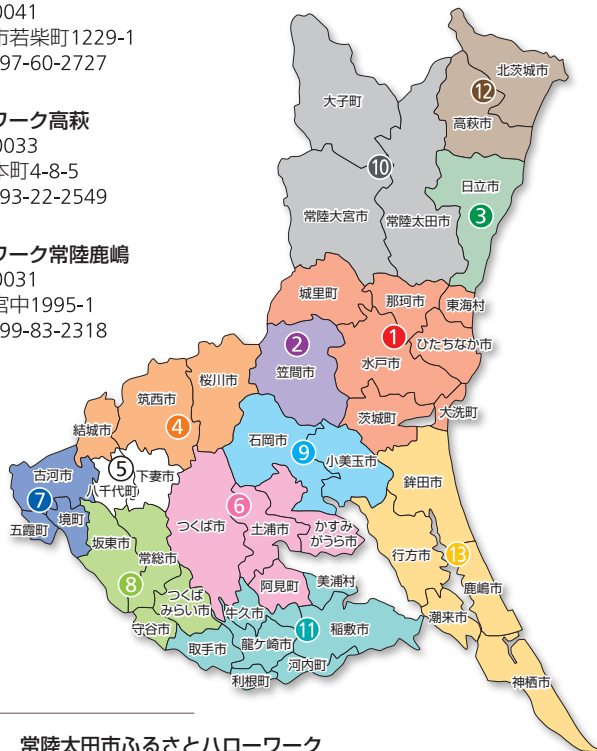 0041
市若柴町1229-1
97-60-2727
ワーク高萩
0033
本町4-8-5
93-22-2549
ワーク常陸鹿嶋
0031
宮中1995-1
99-83-2318
北茨城市
12
高萩市
大子町
10
日立市
3
常陸大宮市
常陸太田市
城里町
那珂市
東海村
2
笠間市
1
水戸市
ひたちなか市
桜川市
筑西市
4
結城市
茨城町
大洗町
石岡市
9
小美玉市
鉾田市
5
下妻市
八千代町
古河市
7
五霞町
境町
6
つくば市
土浦市
かすみ
がうら市
坂東市
常総市
8
つくば
みらい市
守谷市
行方市
13
鹿嶋市
潮来市
神栖市
阿見町
美浦村
牛久市
11
稲敷市
取手市
龍ケ崎市
河内町
利根町
常陸太田市ふるさとハローワーク